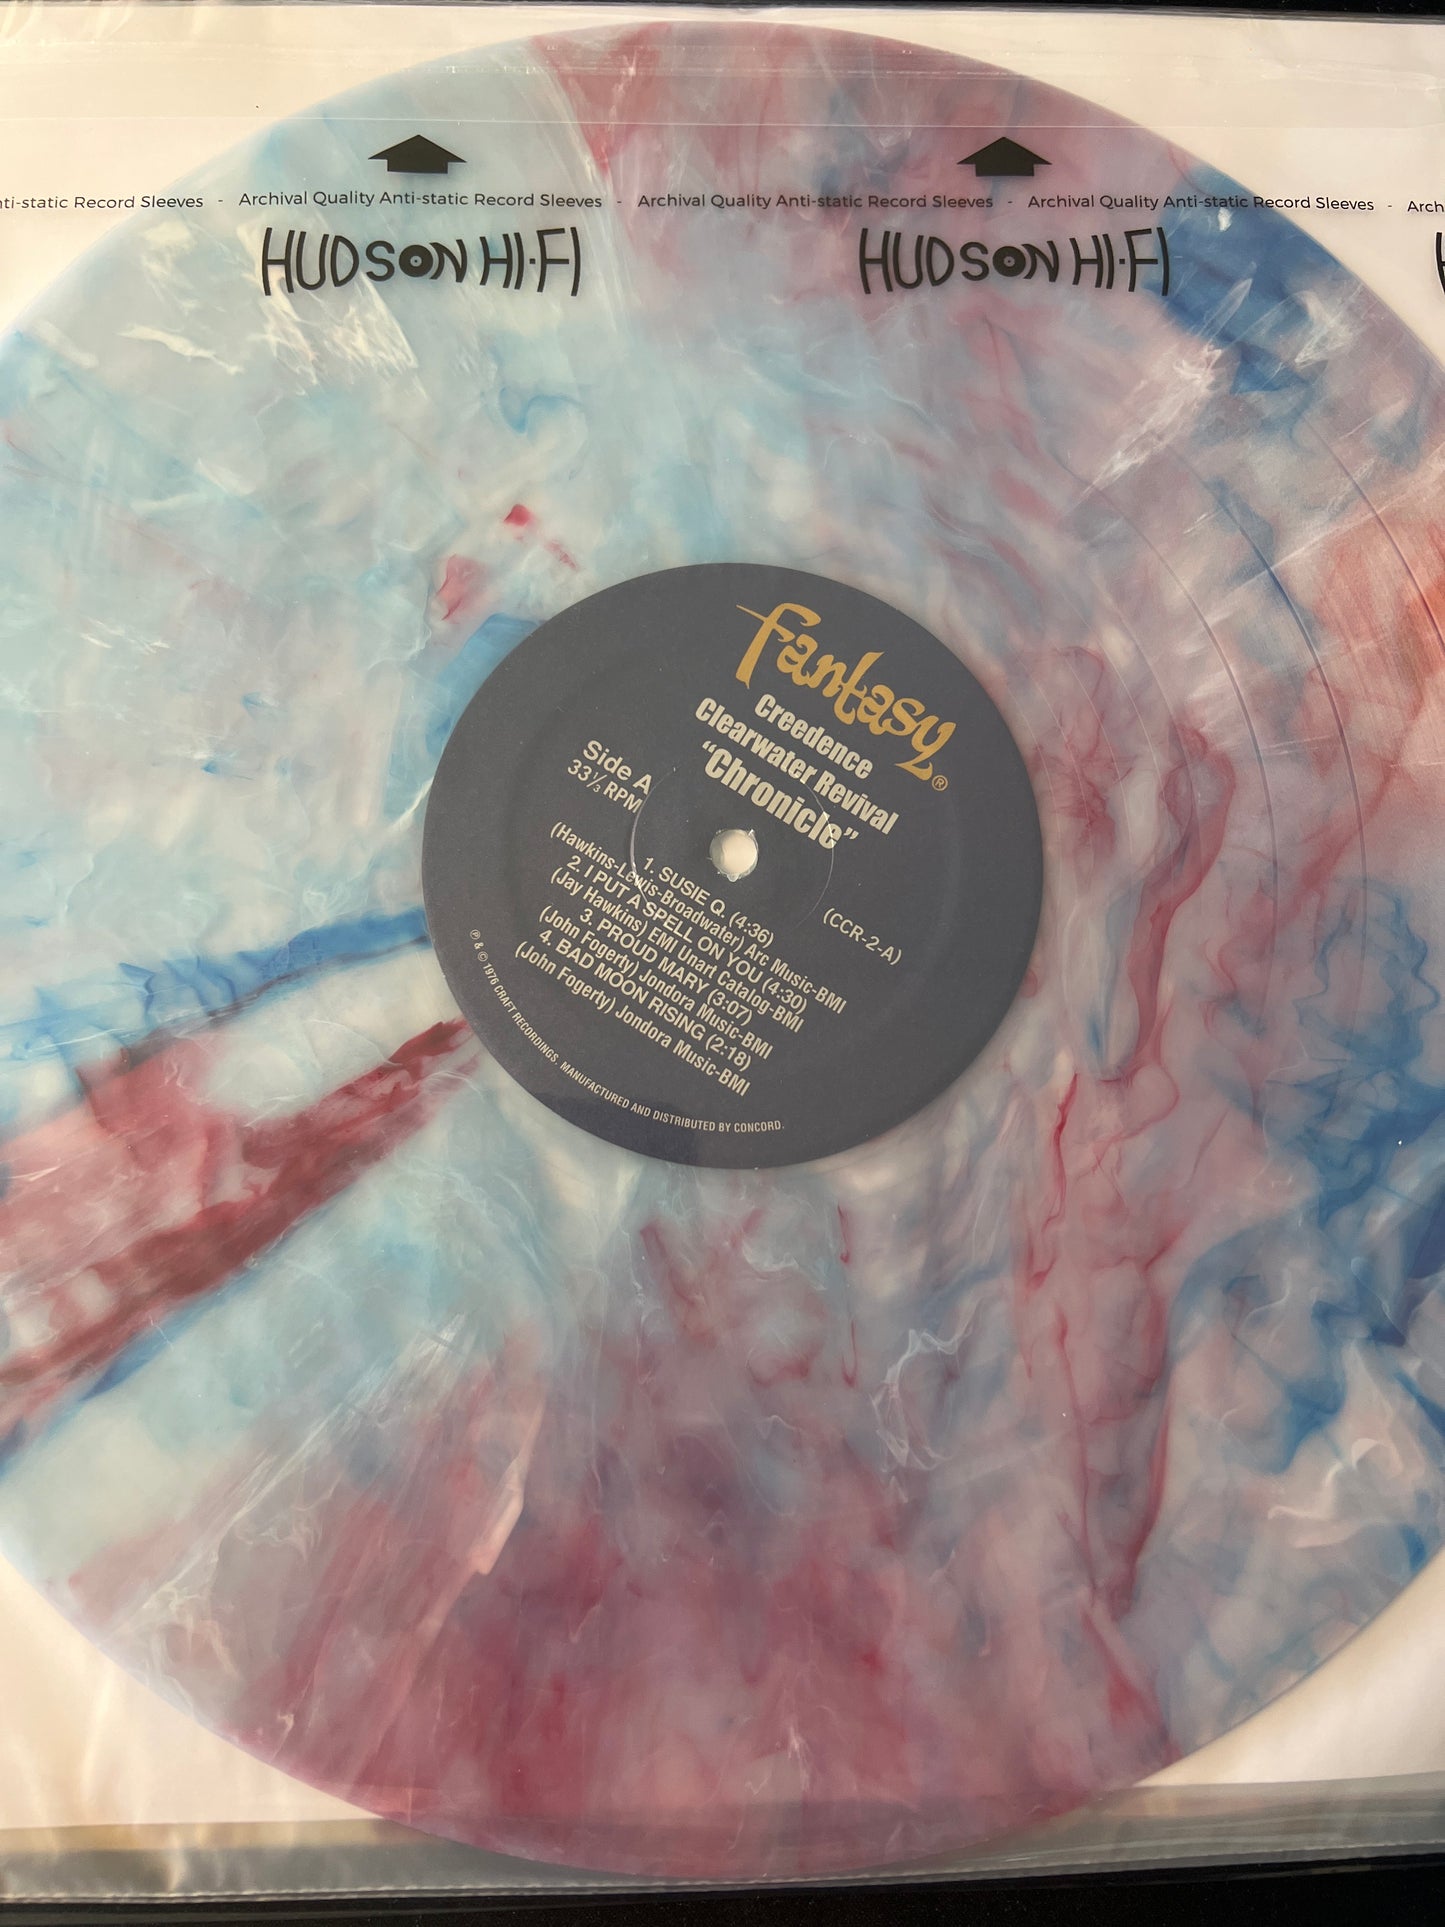 nti-static Record Sleeves - Archival Quality Anti-static Record Sleeves - Archival Quality Anti-static Record Sleeves - Archival Quality Anti-static Record Sleeves - Arch
HUDSON HI-FI HUDSON HI-FI
fantasy®
Creedence
Clearwater Revival
“Chronicle”
Side A
33 1/3 RPM
(CCR-2-A)
1. SUSIE Q. (4:36)
(Hawkins-Lewis-Broadwater) Arc Music-BMI
2. I PUT A SPELL ON YOU (4:30)
(Jay Hawkins) EMI Unart Catalog-BMI
3. PROUD MARY (3:07)
(John Fogerty) Jondora Music-BMI
4. BAD MOON RISING (2:18)
(John Fogerty) Jondora Music-BMI
℗ & © 1976 CRAFT RECORDINGS. MANUFACTURED AND DISTRIBUTED BY CONCORD.